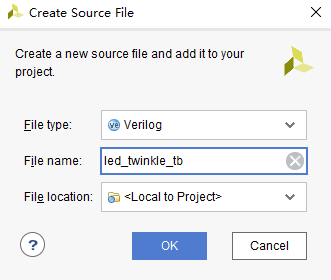 Create Source File
Create a new source file and add it to your
project.
File type: Verilog
File name: led_twinkle_tb
File location: <Local to Project>
? OK Cancel